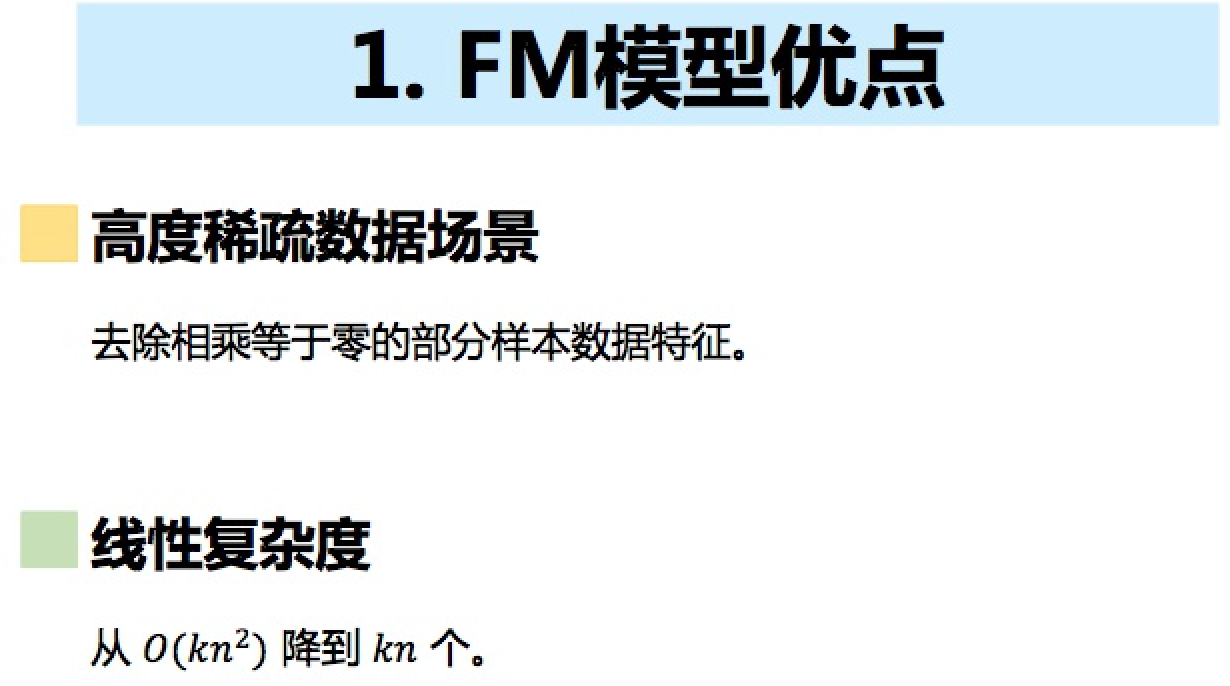 1. FM模型优点
高度稀疏数据场景
去除相乘等于零的部分样本数据特征。
线性复杂度
从 O(kn²) 降到 kn 个。